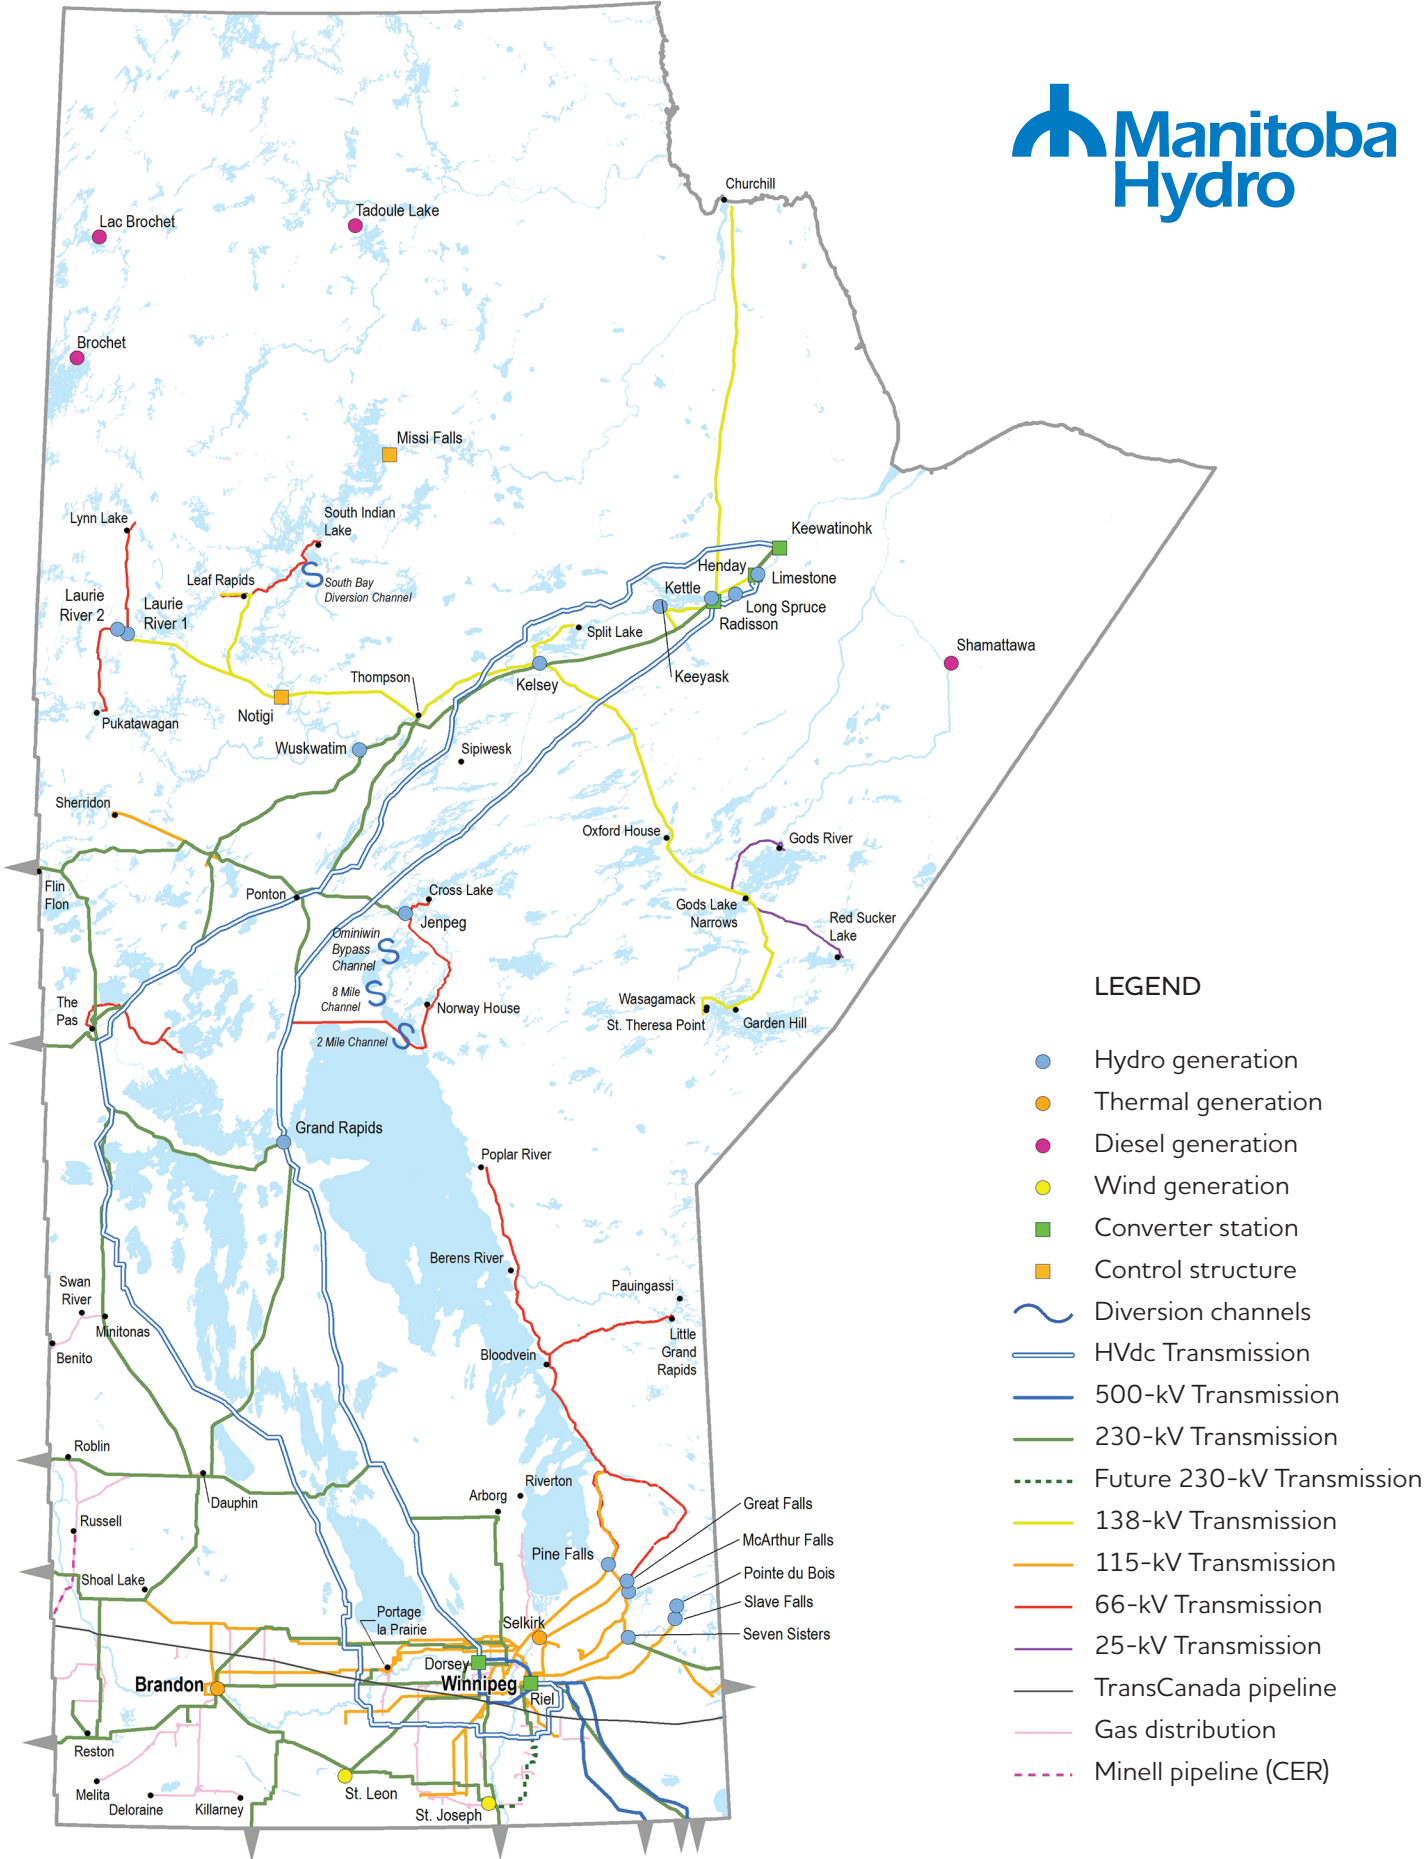 Manitoba
Hydro
Churchill
Lac Brochet
Tadoule Lake
Brochet
Missi Falls
Lynn Lake
South Indian
Lake
Keewatinohk
Henday
Limestone
Leaf Rapids
South Bay
Diversion Channel
Kettle
Long Spruce
Radisson
Laurie
River 2
Laurie
River 1
Split Lake
Shamattawa
Keeyask
Kelsey
Thompson
Notigi
Pukatawagan
Wuskwatim
Sipiwesk
Sherridon
Oxford House
Gods River
Flin
Flon
Ponton
Cross Lake
Jenpeg
Gods Lake
Narrows
Red Sucker
Lake
Ominiwin
Bypass
Channel
8 Mile
Channel
Norway House
2 Mile Channel
The
Pas
Wasagamack
St. Theresa Point
Garden Hill
Grand Rapids
Poplar River
Berens River
Pauingassi
Little
Grand
Rapids
Swan
River
Minitonas
Benito
Bloodvein
Roblin
Dauphin
Riverton
Arborg
Russell
Great Falls
McArthur Falls
Pine Falls
Pointe du Bois
Slave Falls
Seven Sisters
Shoal Lake
Portage
la Prairie
Selkirk
Dorsey
Winnipeg
Riel
Brandon
Reston
Melita
Deloraine
Killarney
St. Leon
St. Joseph
LEGEND
Hydro generation
Thermal generation
Diesel generation
Wind generation
Converter station
Control structure
Diversion channels
HVdc Transmission
500-kV Transmission
230-kV Transmission
Future 230-kV Transmission
138-kV Transmission
115-kV Transmission
66-kV Transmission
25-kV Transmission
TransCanada pipeline
Gas distribution
Minell pipeline (CER)